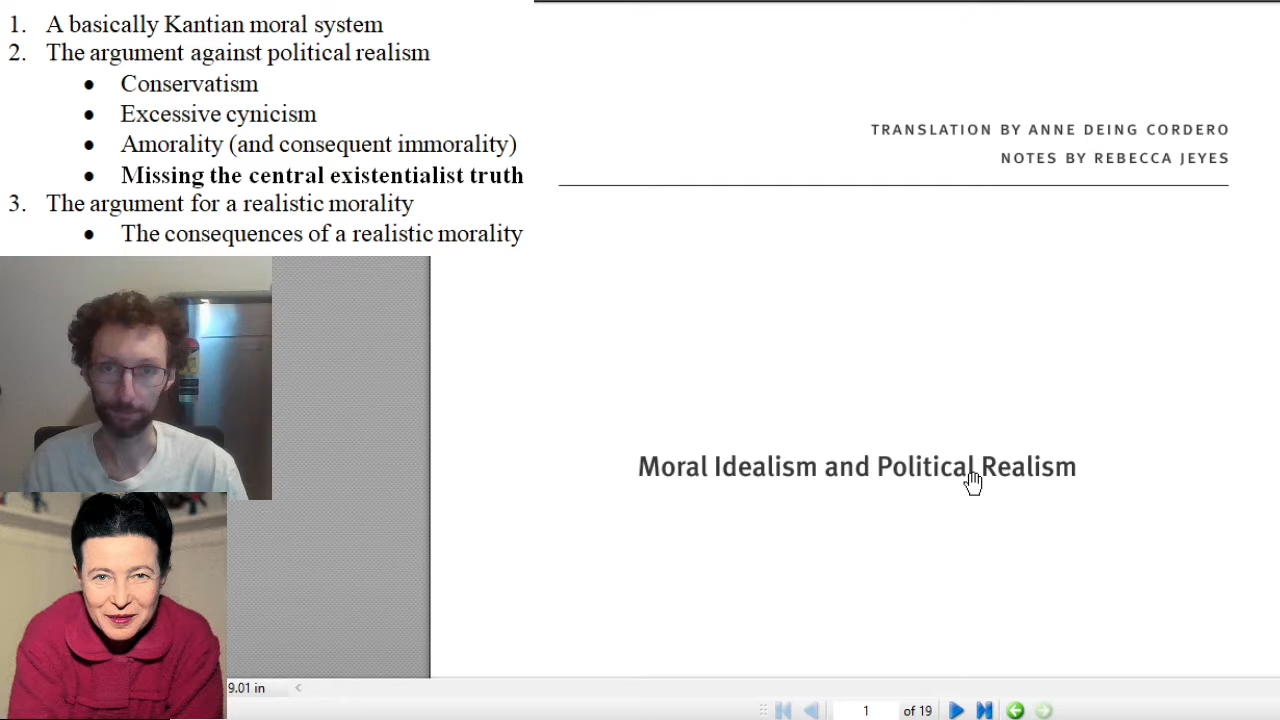 1. A basically Kantian moral system
2. The argument against political realism
• Conservatism
• Excessive cynicism
• Amorality (and consequent immorality)
• Missing the central existentialist truth
3. The argument for a realistic morality
• The consequences of a realistic morality
TRANSLATION BY ANNE DEING CORDERO
NOTES BY REBECCA JEYES
Moral Idealism and Political Realism
9.01 in
1 of 19